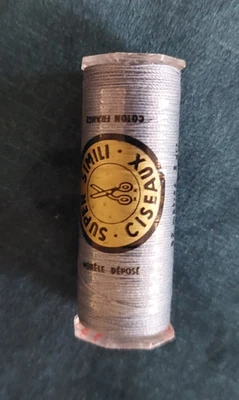 COTON FRANCE
SUPER SIMILI · CISEAUX ·
MODÈLE DÉPOSÉ